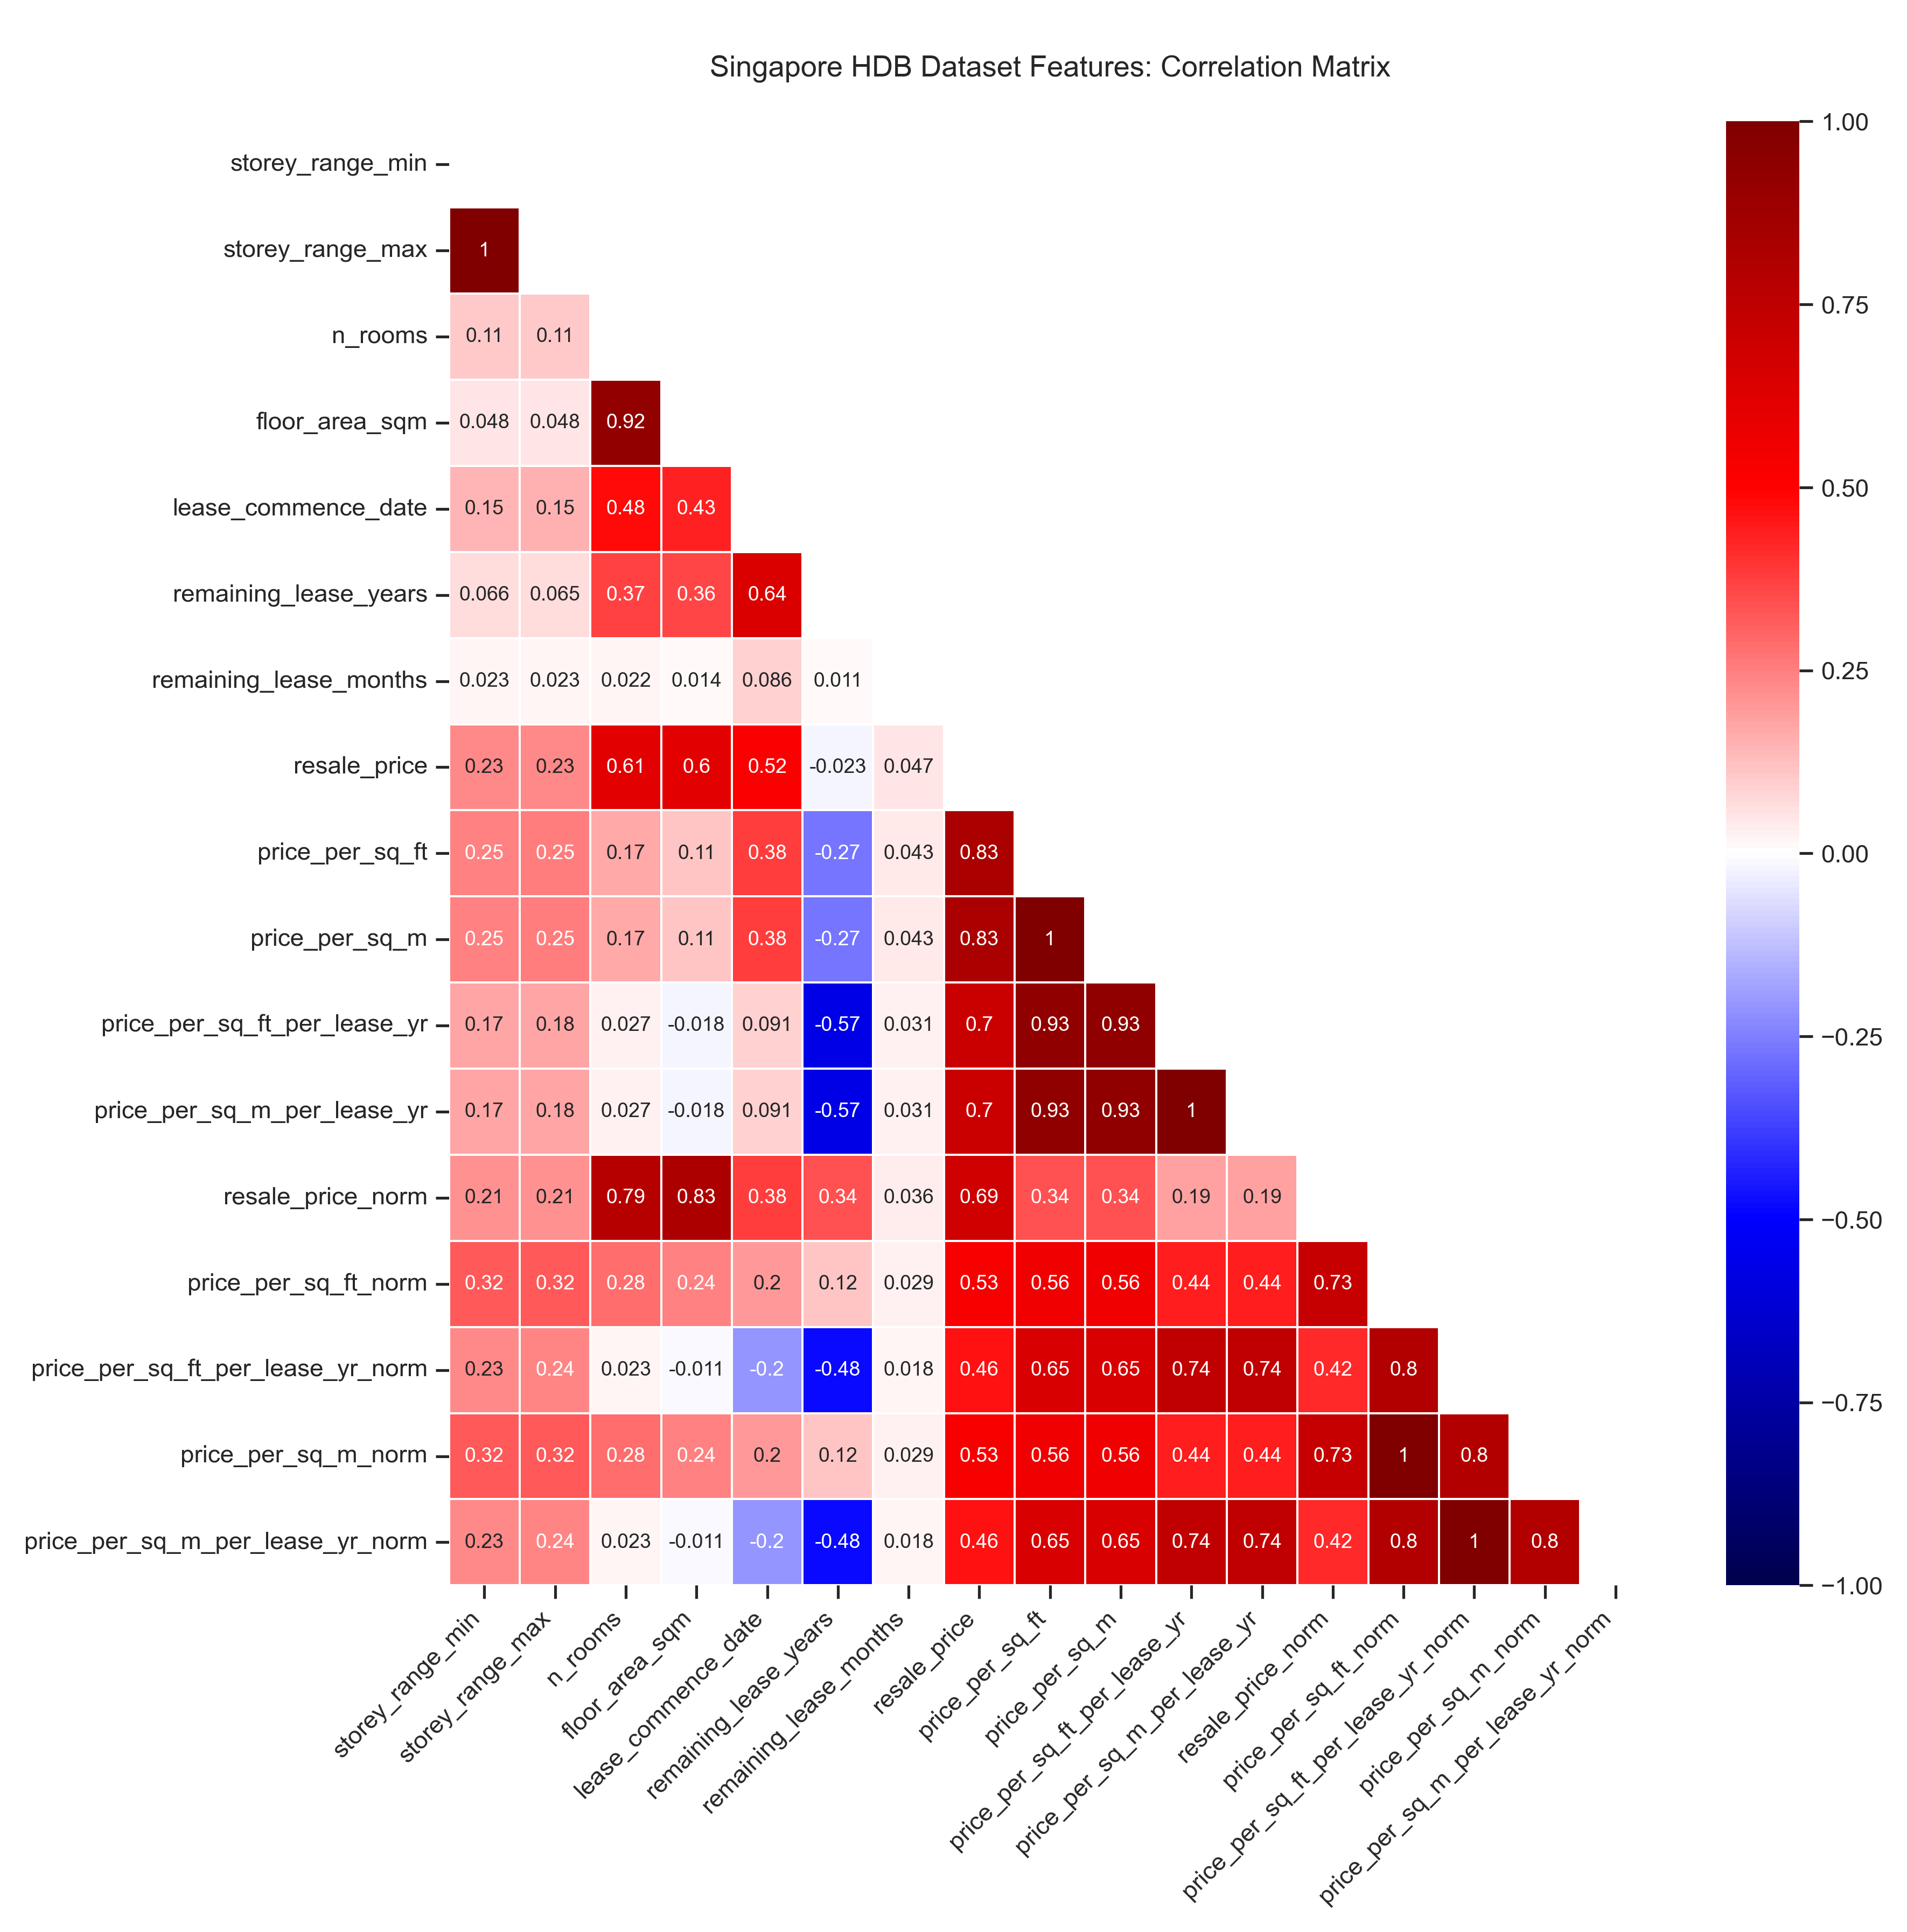 Singapore HDB Dataset Features: Correlation Matrix
storey_range_min
storey_range_max 1
n_rooms 0.11 0.11
floor_area_sqm 0.048 0.048 0.92
lease_commence_date 0.15 0.15 0.48 0.43
remaining_lease_years 0.066 0.065 0.37 0.36 0.64
remaining_lease_months 0.023 0.023 0.022 0.014 0.086 0.011
resale_price 0.23 0.23 0.61 0.6 0.52 -0.023 0.047
price_per_sq_ft 0.25 0.25 0.17 0.11 0.38 -0.27 0.043 0.83
price_per_sq_m 0.25 0.25 0.17 0.11 0.38 -0.27 0.043 0.83 1
price_per_sq_ft_per_lease_yr 0.17 0.18 0.027 -0.018 0.091 -0.57 0.031 0.7 0.93 0.93
price_per_sq_m_per_lease_yr 0.17 0.18 0.027 -0.018 0.091 -0.57 0.031 0.7 0.93 0.93 1
resale_price_norm 0.21 0.21 0.79 0.83 0.38 0.34 0.036 0.69 0.34 0.34 0.19 0.19
price_per_sq_ft_norm 0.32 0.32 0.28 0.24 0.2 0.12 0.029 0.53 0.56 0.56 0.44 0.44 0.73
price_per_sq_ft_per_lease_yr_norm 0.23 0.24 0.023 -0.011 -0.2 -0.48 0.018 0.46 0.65 0.65 0.74 0.74 0.42 0.8
price_per_sq_m_norm 0.32 0.32 0.28 0.24 0.2 0.12 0.029 0.53 0.56 0.56 0.44 0.44 0.73 1 0.8
price_per_sq_m_per_lease_yr_norm 0.23 0.24 0.023 -0.011 -0.2 -0.48 0.018 0.46 0.65 0.65 0.74 0.74 0.42 0.8 1 0.8
storey_range_min
storey_range_max
n_rooms
floor_area_sqm
lease_commence_date
remaining_lease_years
remaining_lease_months
resale_price
price_per_sq_ft
price_per_sq_m
price_per_sq_ft_per_lease_yr
price_per_sq_m_per_lease_yr
resale_price_norm
price_per_sq_ft_norm
price_per_sq_ft_per_lease_yr_norm
price_per_sq_m_norm
price_per_sq_m_per_lease_yr_norm
1.00
0.75
0.50
0.25
0.00
−0.25
−0.50
−0.75
−1.00